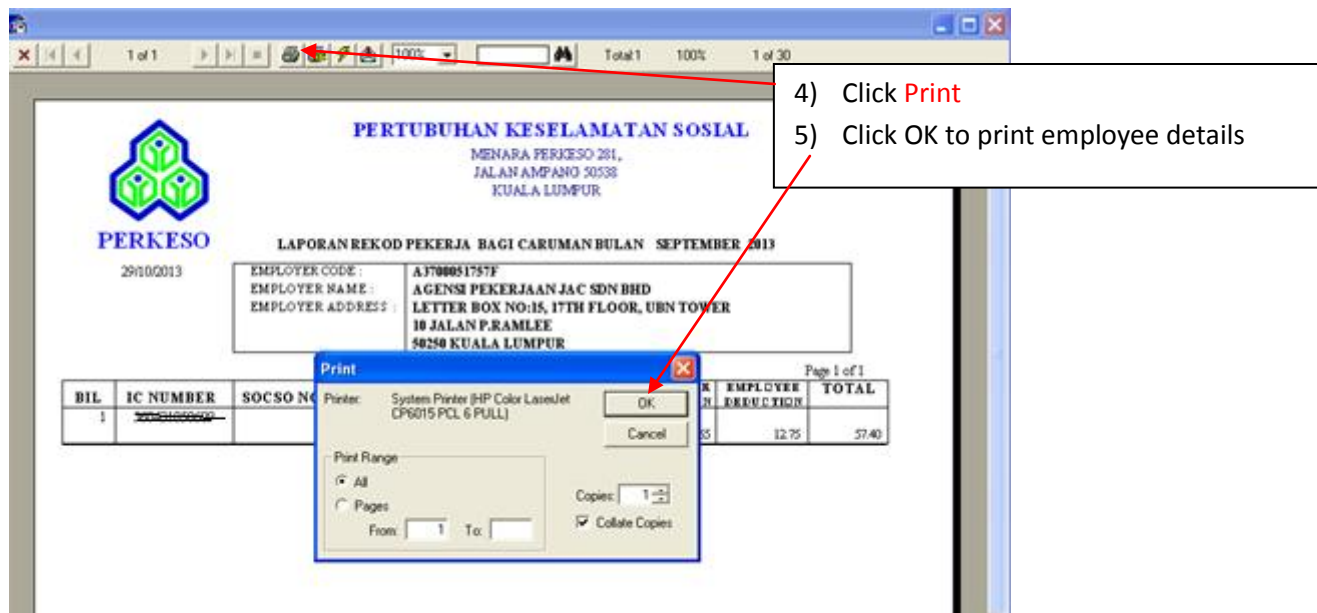 1 of 1
100%
Total:1
100%
1 of 30
4) Click Print
5) Click OK to print employee details
PERTUBUHAN KESELAMATAN SOSIAL
MENARA PERKESO 281,
JALAN AMPANG 50538
KUALA LUMPUR
PERKESO
LAPORAN REKOD PEKERJA BAGI CARUMAN BULAN SEPTEMBER 2013
29/10/2013
EMPLOYER CODE : A3700051757F
EMPLOYER NAME : AGENSI PEKERJAAN JAC SDN BHD
EMPLOYER ADDRESS : LETTER BOX NO:15, 17TH FLOOR, UBN TOWER
10 JALAN P.RAMLEE
50250 KUALA LUMPUR
Page 1 of 1
BIL IC NUMBER SOCSO NO EMPLOYER DEDUCTION TOTAL
1 12.75 57.40
Print
Printer: System Printer (HP Color LaserJet
CP6015 PCL 6 PULL)
OK
Cancel
Print Range
All
Pages
From: 1 To:
Copies: 1
Collate Copies